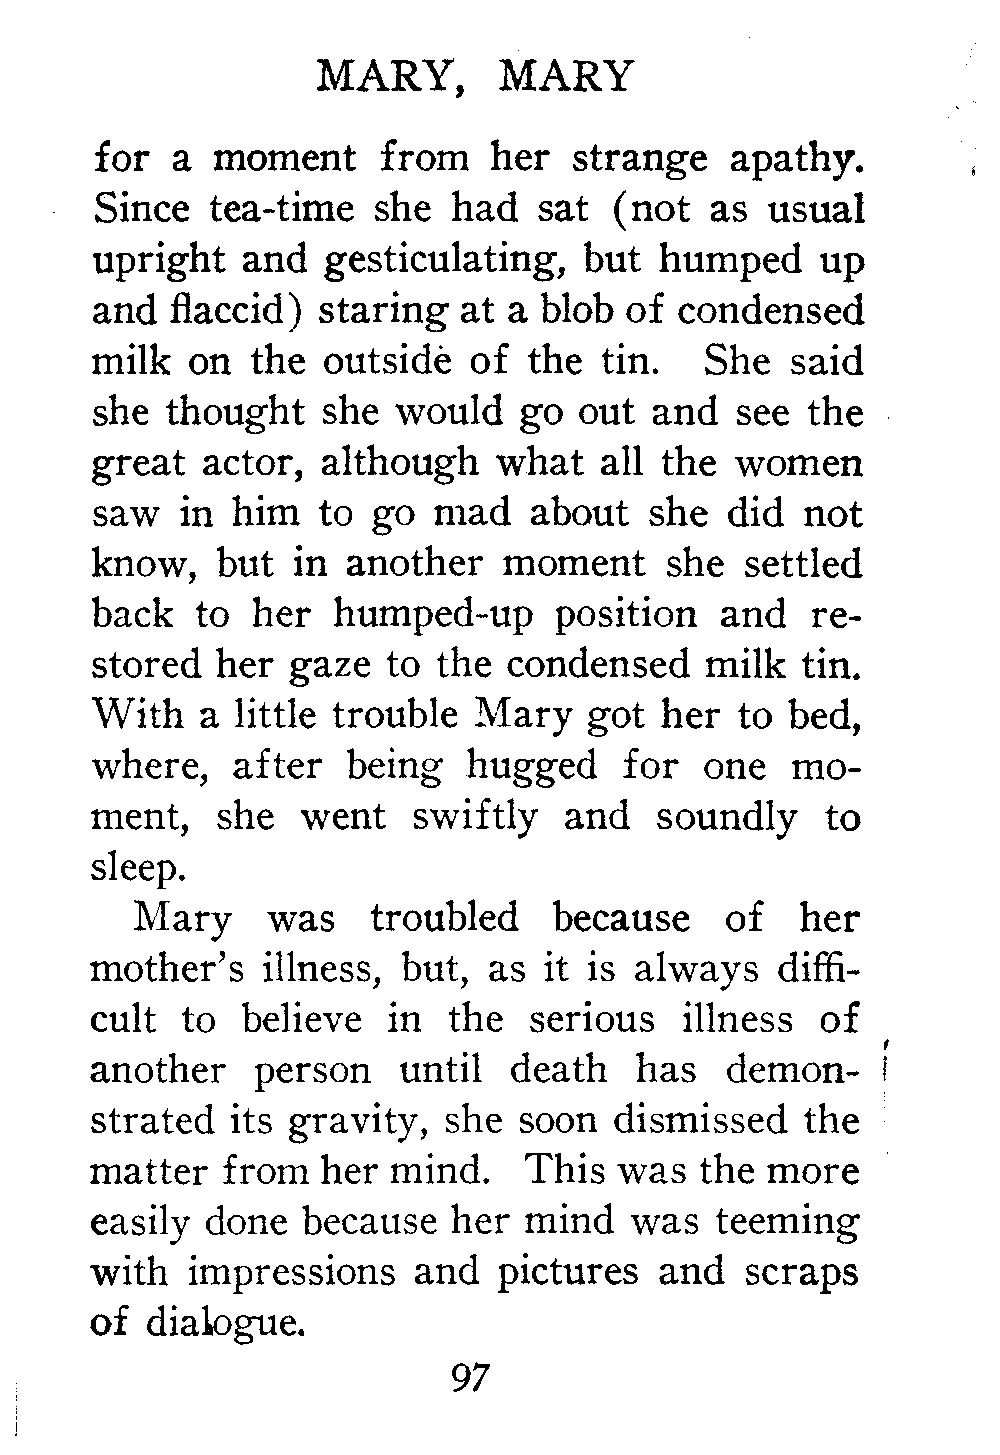 MARY, MARY
for a moment from her strange apathy.
Since tea-time she had sat (not as usual
upright and gesticulating, but humped up
and flaccid) staring at a blob of condensed
milk on the outside of the tin. She said
she thought she would go out and see the
great actor, although what all the women
saw in him to go mad about she did not
know, but in another moment she settled
back to her humped-up position and re-
stored her gaze to the condensed milk tin.
With a little trouble Mary got her to bed,
where, after being hugged for one mo-
ment, she went swiftly and soundly to
sleep.
Mary was troubled because of her
mother's illness, but, as it is always diffi-
cult to believe in the serious illness of
another person until death has demon-
strated its gravity, she soon dismissed the
matter from her mind. This was the more
easily done because her mind was teeming
with impressions and pictures and scraps
of dialogue.
97